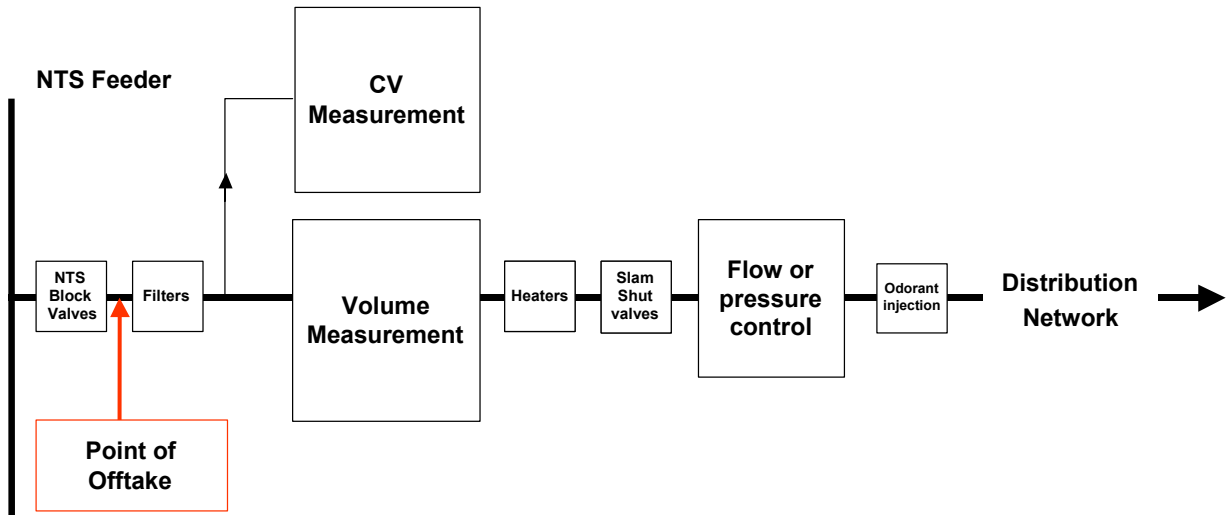 NTS Feeder
CV
Measurement
NTS
Block
Valves
Filters
Volume
Measurement
Heaters
Slam
Shut
valves
Flow or
pressure
control
Odorant
injection
Distribution
Network
Point of
Offtake